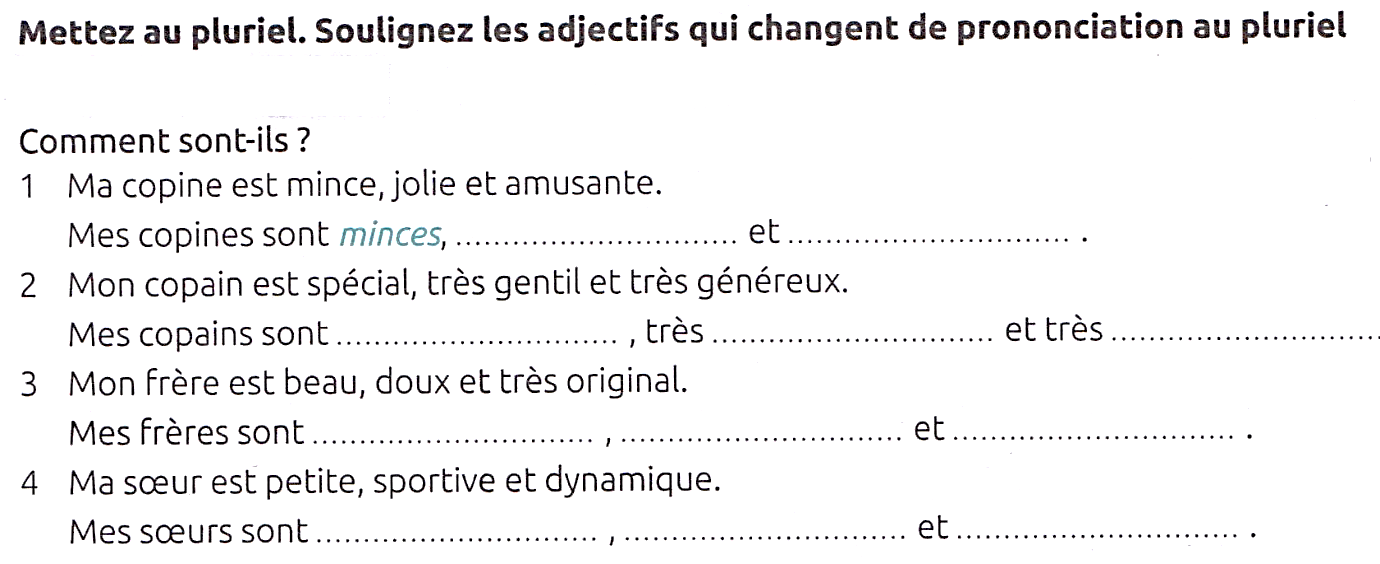 Mettez au pluriel. Soulignez les adjectifs qui changent de prononciation au pluriel
Comment sont-ils ?
1 Ma copine est mince, jolie et amusante.
Mes copines sont minces, .............................. et .............................. .
2 Mon copain est spécial, très gentil et très généreux.
Mes copains sont .............................. , très .............................. et très ..............................
3 Mon frère est beau, doux et très original.
Mes frères sont .............................. , .............................. et .............................. .
4 Ma sœur est petite, sportive et dynamique.
Mes sœurs sont .............................. , .............................. et .............................. .